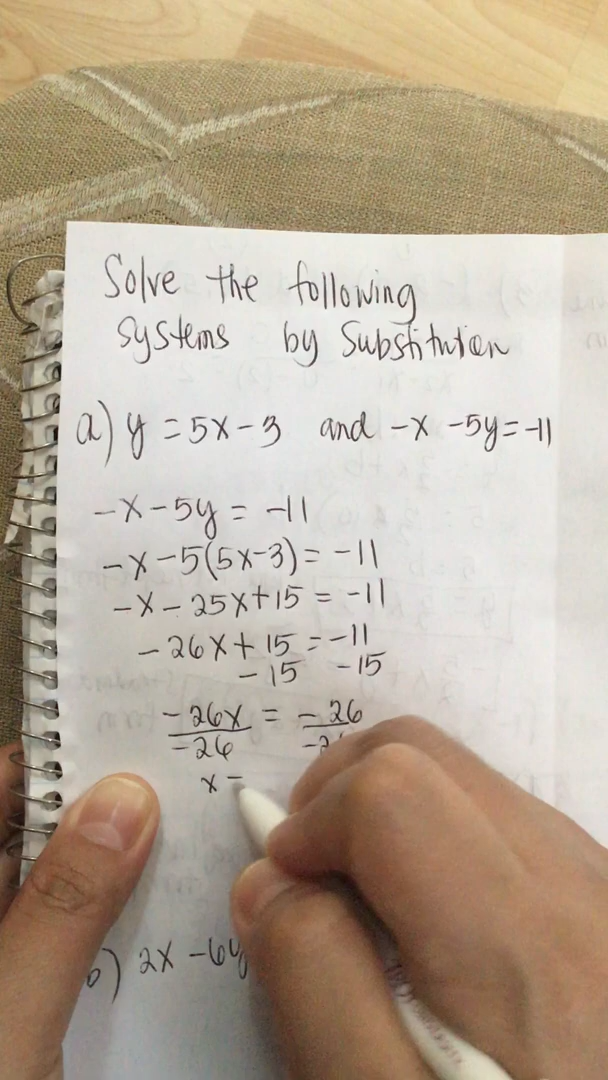 Solve the following
systems by Substitution
a) y = 5x - 3 and -x - 5y = -11
-x - 5y = -11
-x - 5(5x-3) = -11
-x - 25x + 15 = -11
-26x + 15 = -11
-15 -15
-26x = -26
-26 -2
x =
b) 2x - 6y